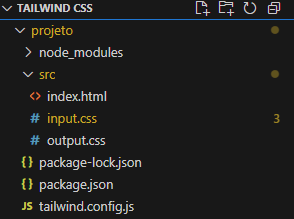 TAILWIND CSS
projeto
node_modules
src
<> index.html
# input.css 3
# output.css
{} package-lock.json
{} package.json
JS tailwind.config.js